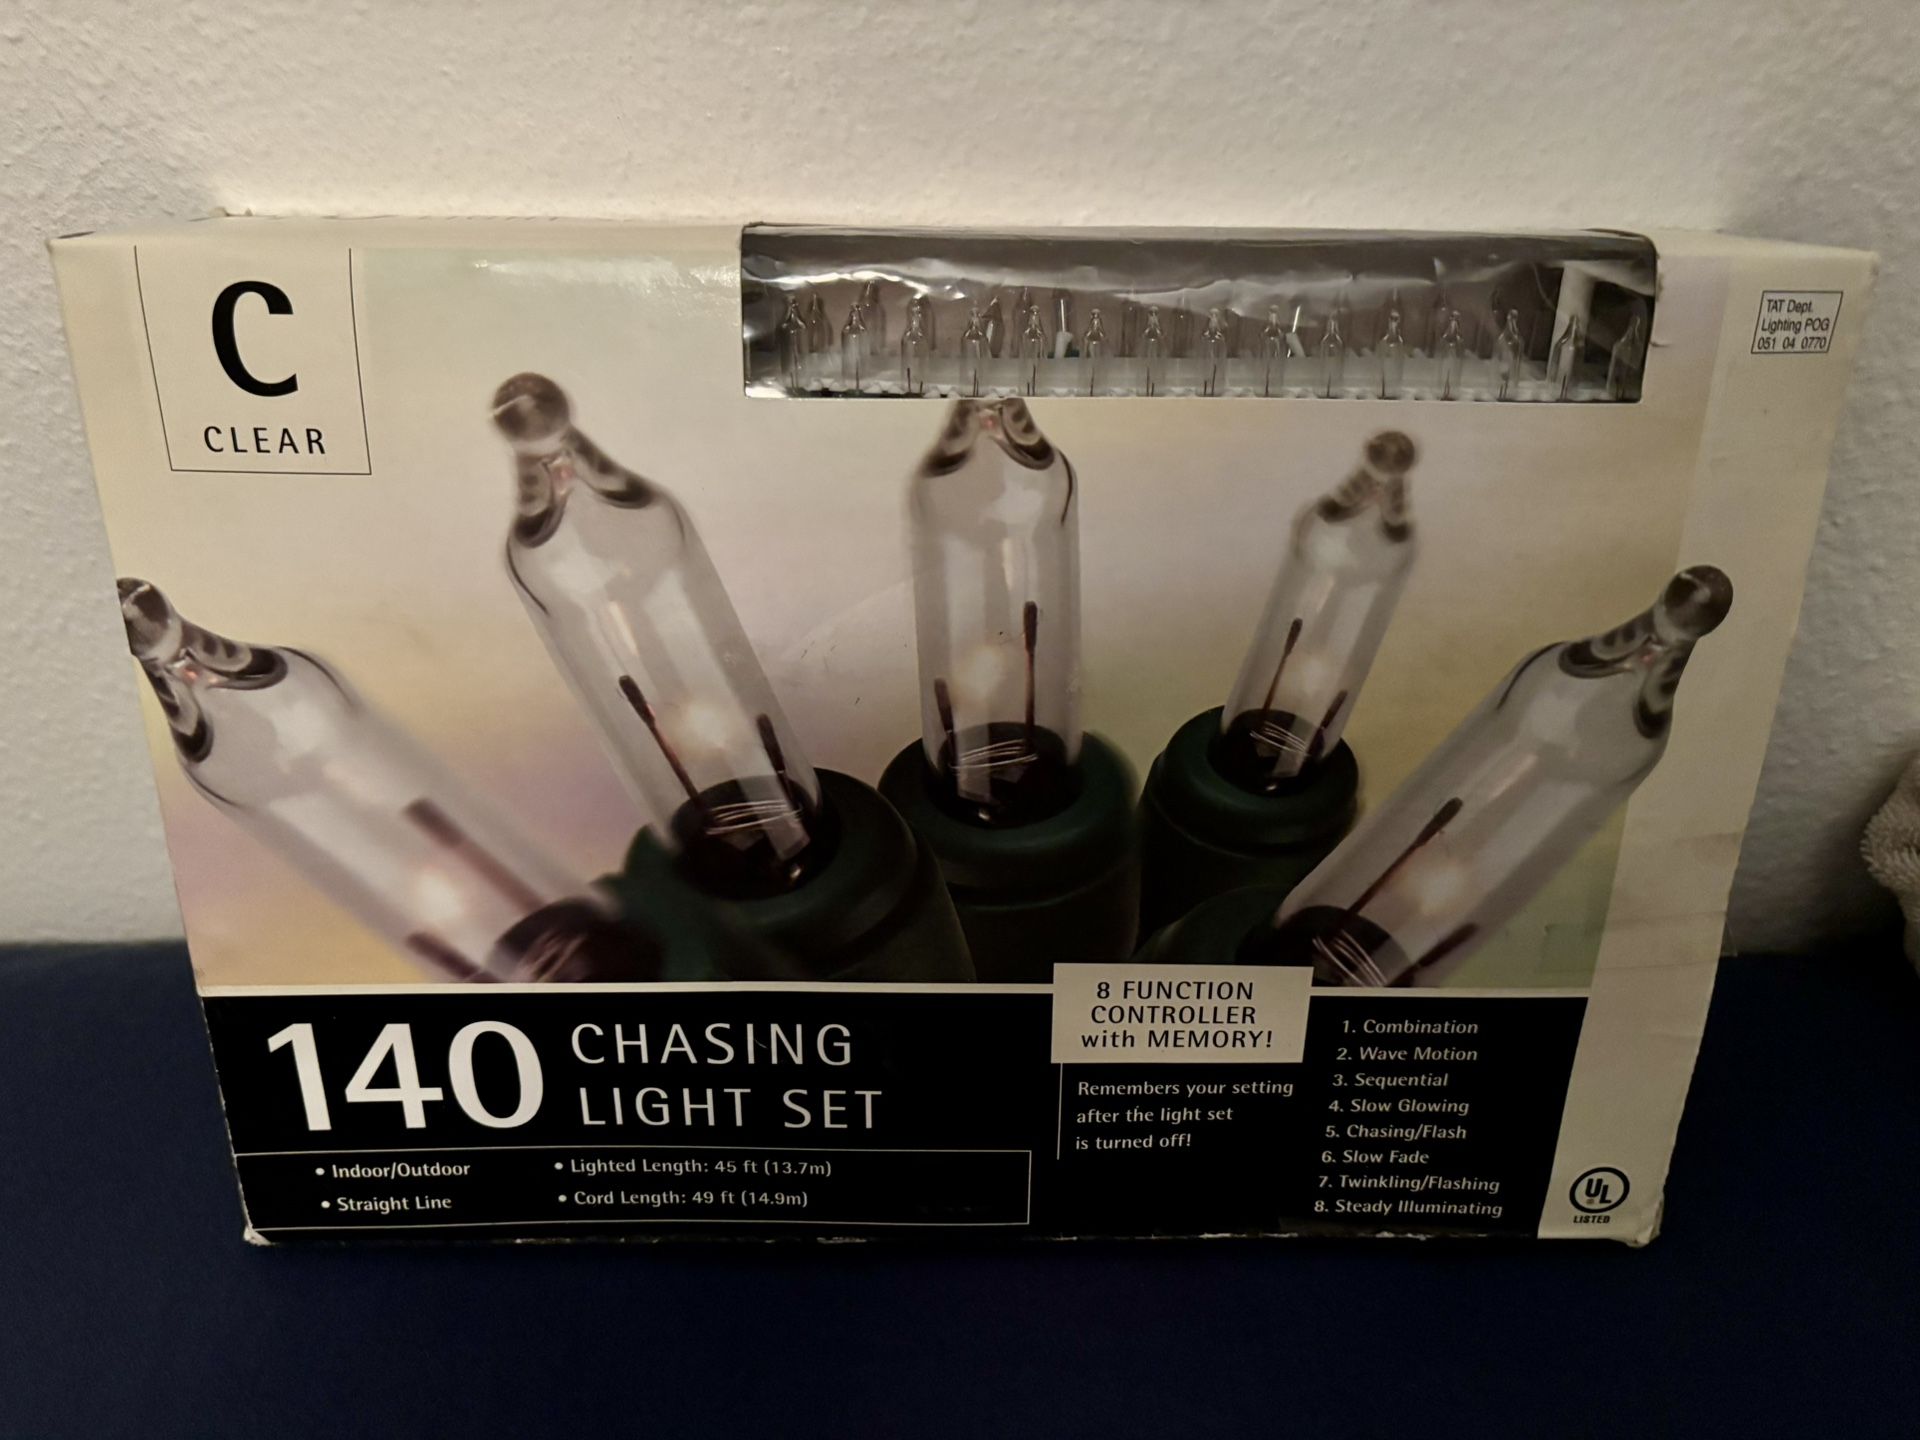 C
CLEAR
TAT Dept.
Lighting POG
051 04 0770
140 CHASING
LIGHT SET
• Indoor/Outdoor
• Straight Line
• Lighted Length: 45 ft (13.7m)
• Cord Length: 49 ft (14.9m)
8 FUNCTION
CONTROLLER
with MEMORY!
Remembers your setting
after the light set
is turned off!
1. Combination
2. Wave Motion
3. Sequential
4. Slow Glowing
5. Chasing/Flash
6. Slow Fade
7. Twinkling/Flashing
8. Steady Illuminating
UL
LISTED